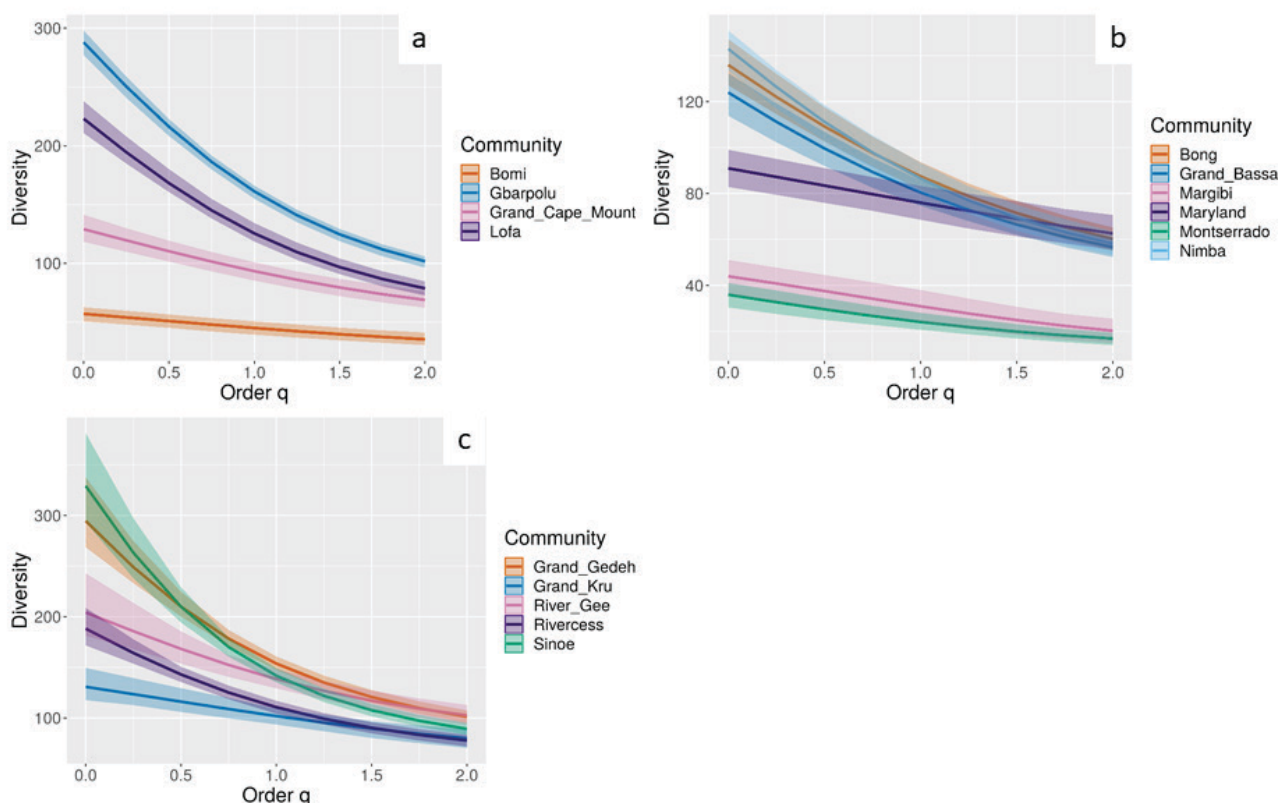 a
300
200
100
Diversity
0.0 0.5 1.0 1.5 2.0
Order q
Community
Bomi
Gbarpolu
Grand_Cape_Mount
Lofa
b
120
80
40
Diversity
0.0 0.5 1.0 1.5 2.0
Order q
Community
Bong
Grand_Bassa
Margibi
Maryland
Montserrado
Nimba
c
300
200
100
Diversity
0.0 0.5 1.0 1.5 2.0
Order q
Community
Grand_Gedeh
Grand_Kru
River_Gee
Rivercess
Sinoe